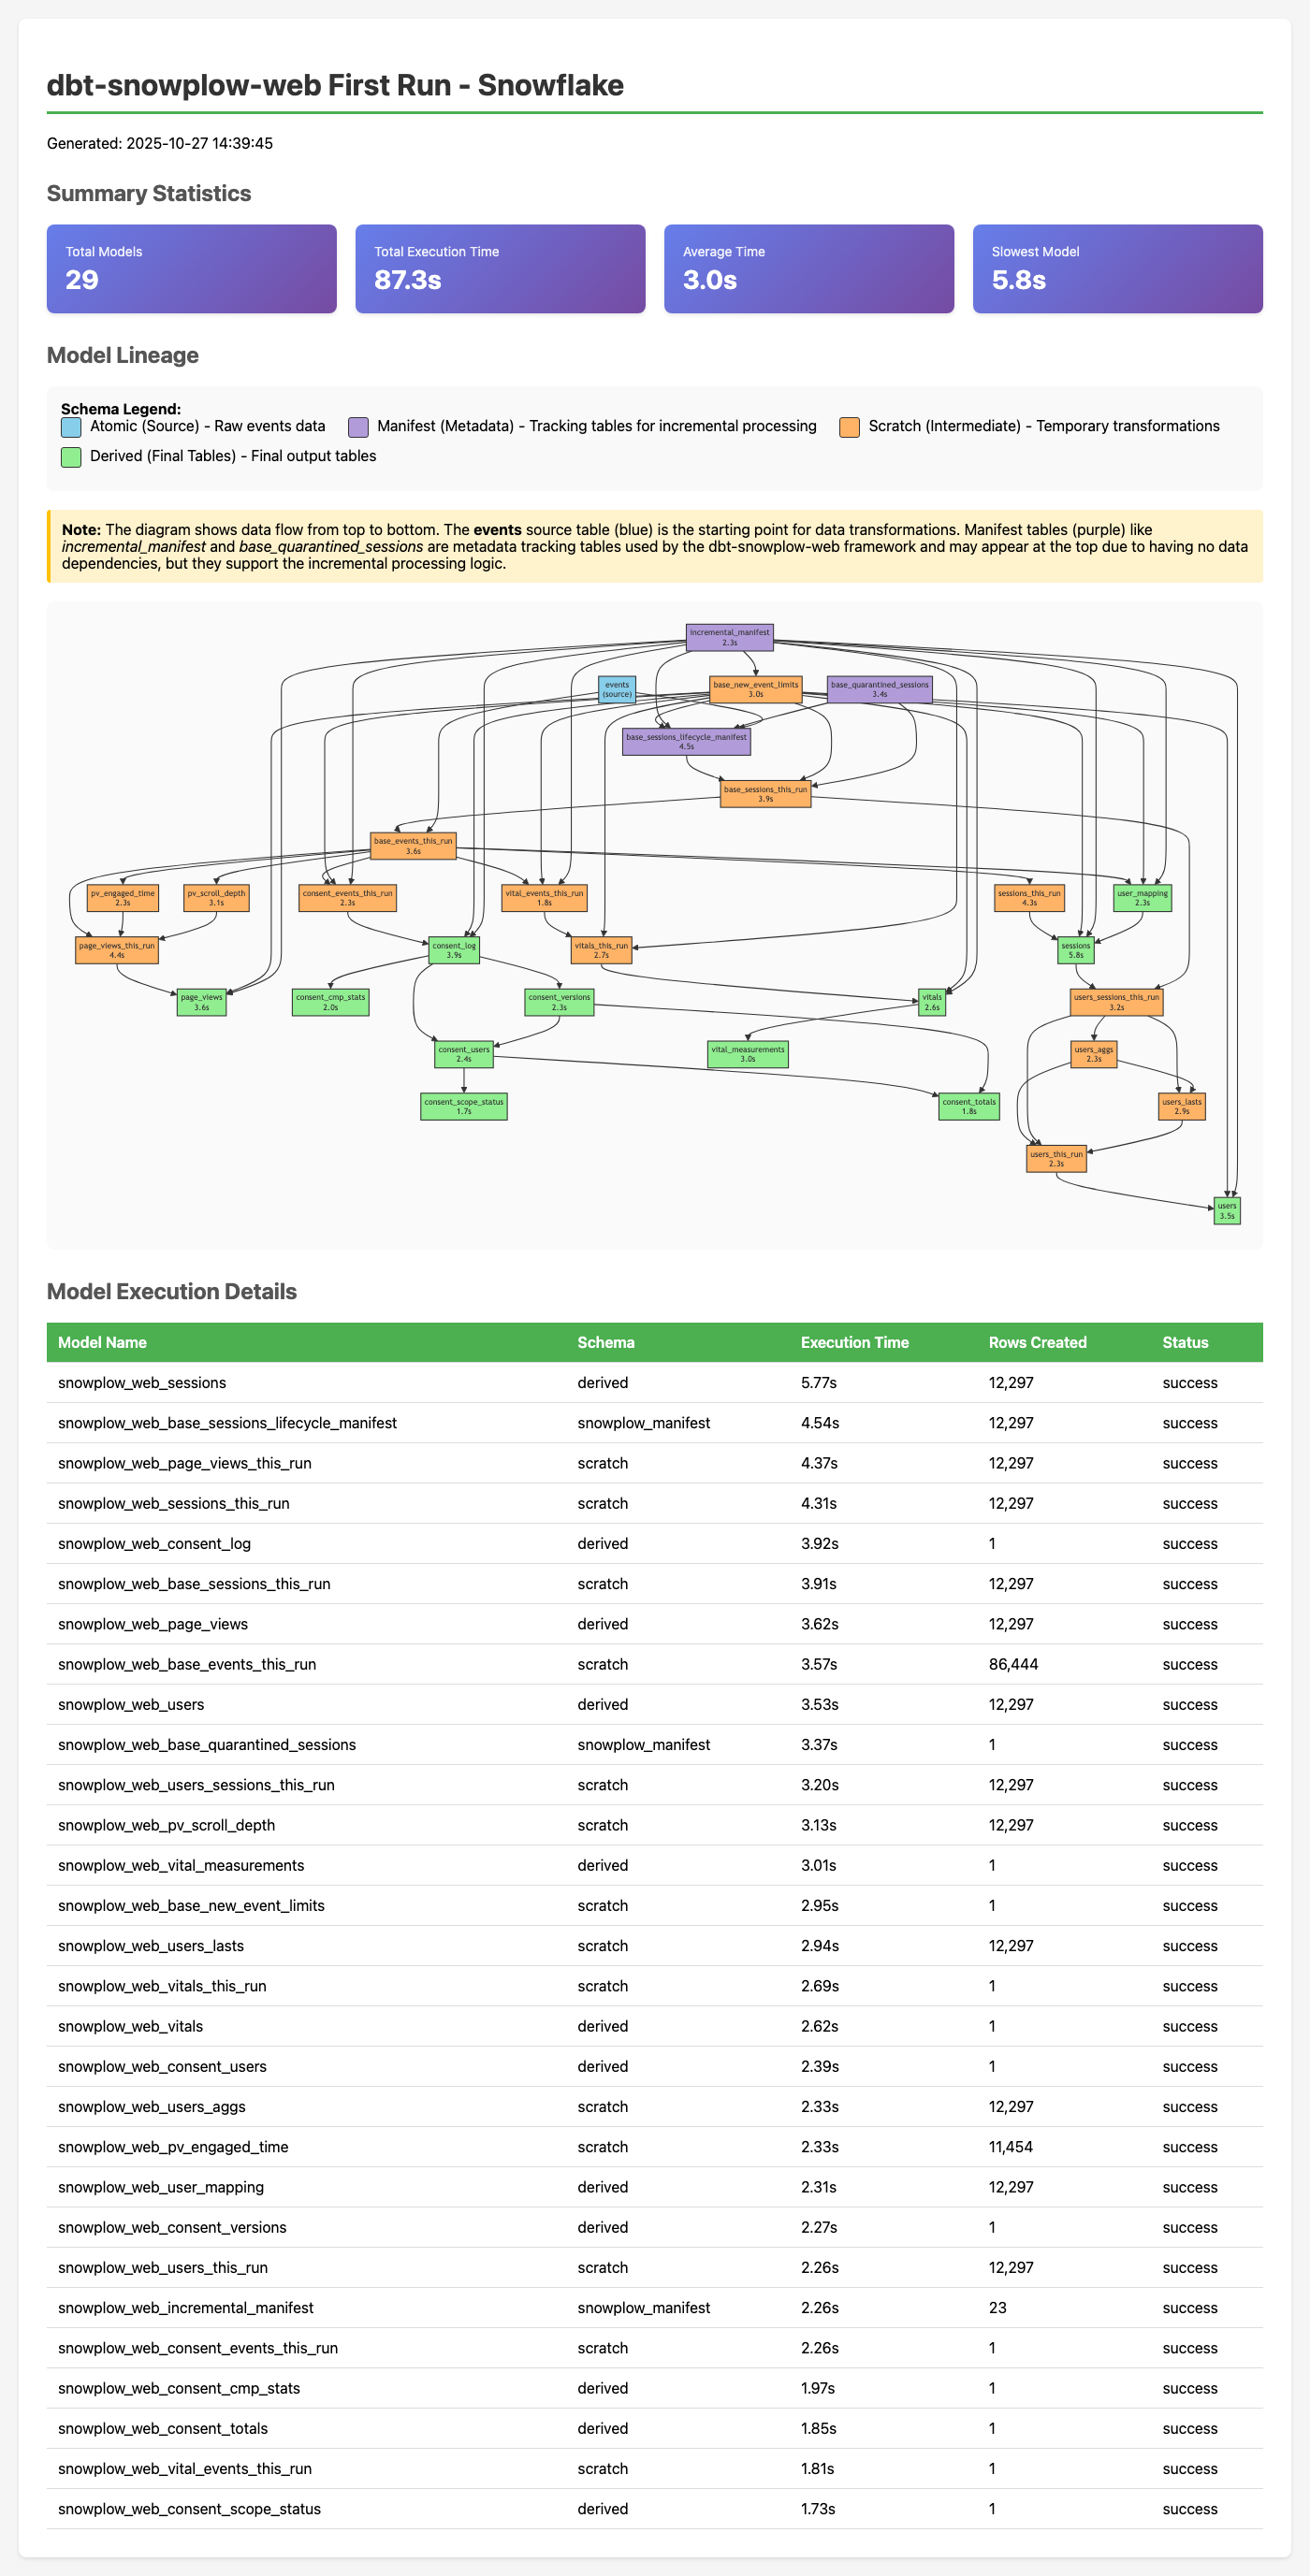 dbt-snowplow-web First Run - Snowflake
Generated: 2025-10-27 14:39:45
Summary Statistics
Total Models
29
Total Execution Time
87.3s
Average Time
3.0s
Slowest Model
5.8s
Model Lineage
Schema Legend:
Atomic (Source) - Raw events data
Manifest (Metadata) - Tracking tables for incremental processing
Scratch (Intermediate) - Temporary transformations
Derived (Final Tables) - Final output tables
Note: The diagram shows data flow from top to bottom. The events source table (blue) is the starting point for data transformations. Manifest tables (purple) like
incremental_manifest and base_quarantined_sessions are metadata tracking tables used by the dbt-snowplow-web framework and may appear at the top due to having no data
dependencies, but they support the incremental processing logic.
incremental_manifest
2.3s
events
(source)
base_new_event_limits
3.0s
base_quarantined_sessions
3.4s
base_sessions_lifecycle_manifest
4.5s
base_sessions_this_run
3.9s
base_events_this_run
3.6s
pv_engaged_time
2.3s
pv_scroll_depth
3.1s
consent_events_this_run
2.3s
vital_events_this_run
1.8s
sessions_this_run
4.3s
user_mapping
2.3s
page_views_this_run
4.4s
consent_log
3.9s
vitals_this_run
2.7s
sessions
5.8s
page_views
3.6s
consent_cmp_stats
2.0s
consent_versions
2.3s
vitals
2.6s
users_sessions_this_run
3.2s
consent_users
2.4s
vital_measurements
3.0s
users_aggs
2.3s
consent_scope_status
1.7s
consent_totals
1.8s
users_lasts
2.9s
users_this_run
2.3s
users
3.5s
Model Execution Details
Model Name Schema Execution Time Rows Created Status
snowplow_web_sessions derived 5.77s 12,297 success
snowplow_web_base_sessions_lifecycle_manifest snowplow_manifest 4.54s 12,297 success
snowplow_web_page_views_this_run scratch 4.37s 12,297 success
snowplow_web_sessions_this_run scratch 4.31s 12,297 success
snowplow_web_consent_log derived 3.92s 1 success
snowplow_web_base_sessions_this_run scratch 3.91s 12,297 success
snowplow_web_page_views derived 3.62s 12,297 success
snowplow_web_base_events_this_run scratch 3.57s 86,444 success
snowplow_web_users derived 3.53s 12,297 success
snowplow_web_base_quarantined_sessions snowplow_manifest 3.37s 1 success
snowplow_web_users_sessions_this_run scratch 3.20s 12,297 success
snowplow_web_pv_scroll_depth scratch 3.13s 12,297 success
snowplow_web_vital_measurements derived 3.01s 1 success
snowplow_web_base_new_event_limits scratch 2.95s 1 success
snowplow_web_users_lasts scratch 2.94s 12,297 success
snowplow_web_vitals_this_run scratch 2.69s 1 success
snowplow_web_vitals derived 2.62s 1 success
snowplow_web_consent_users derived 2.39s 1 success
snowplow_web_users_aggs scratch 2.33s 12,297 success
snowplow_web_pv_engaged_time scratch 2.33s 11,454 success
snowplow_web_user_mapping derived 2.31s 12,297 success
snowplow_web_consent_versions derived 2.27s 1 success
snowplow_web_users_this_run scratch 2.26s 12,297 success
snowplow_web_incremental_manifest snowplow_manifest 2.26s 23 success
snowplow_web_consent_events_this_run scratch 2.26s 1 success
snowplow_web_consent_cmp_stats derived 1.97s 1 success
snowplow_web_consent_totals derived 1.85s 1 success
snowplow_web_vital_events_this_run scratch 1.81s 1 success
snowplow_web_consent_scope_status derived 1.73s 1 success